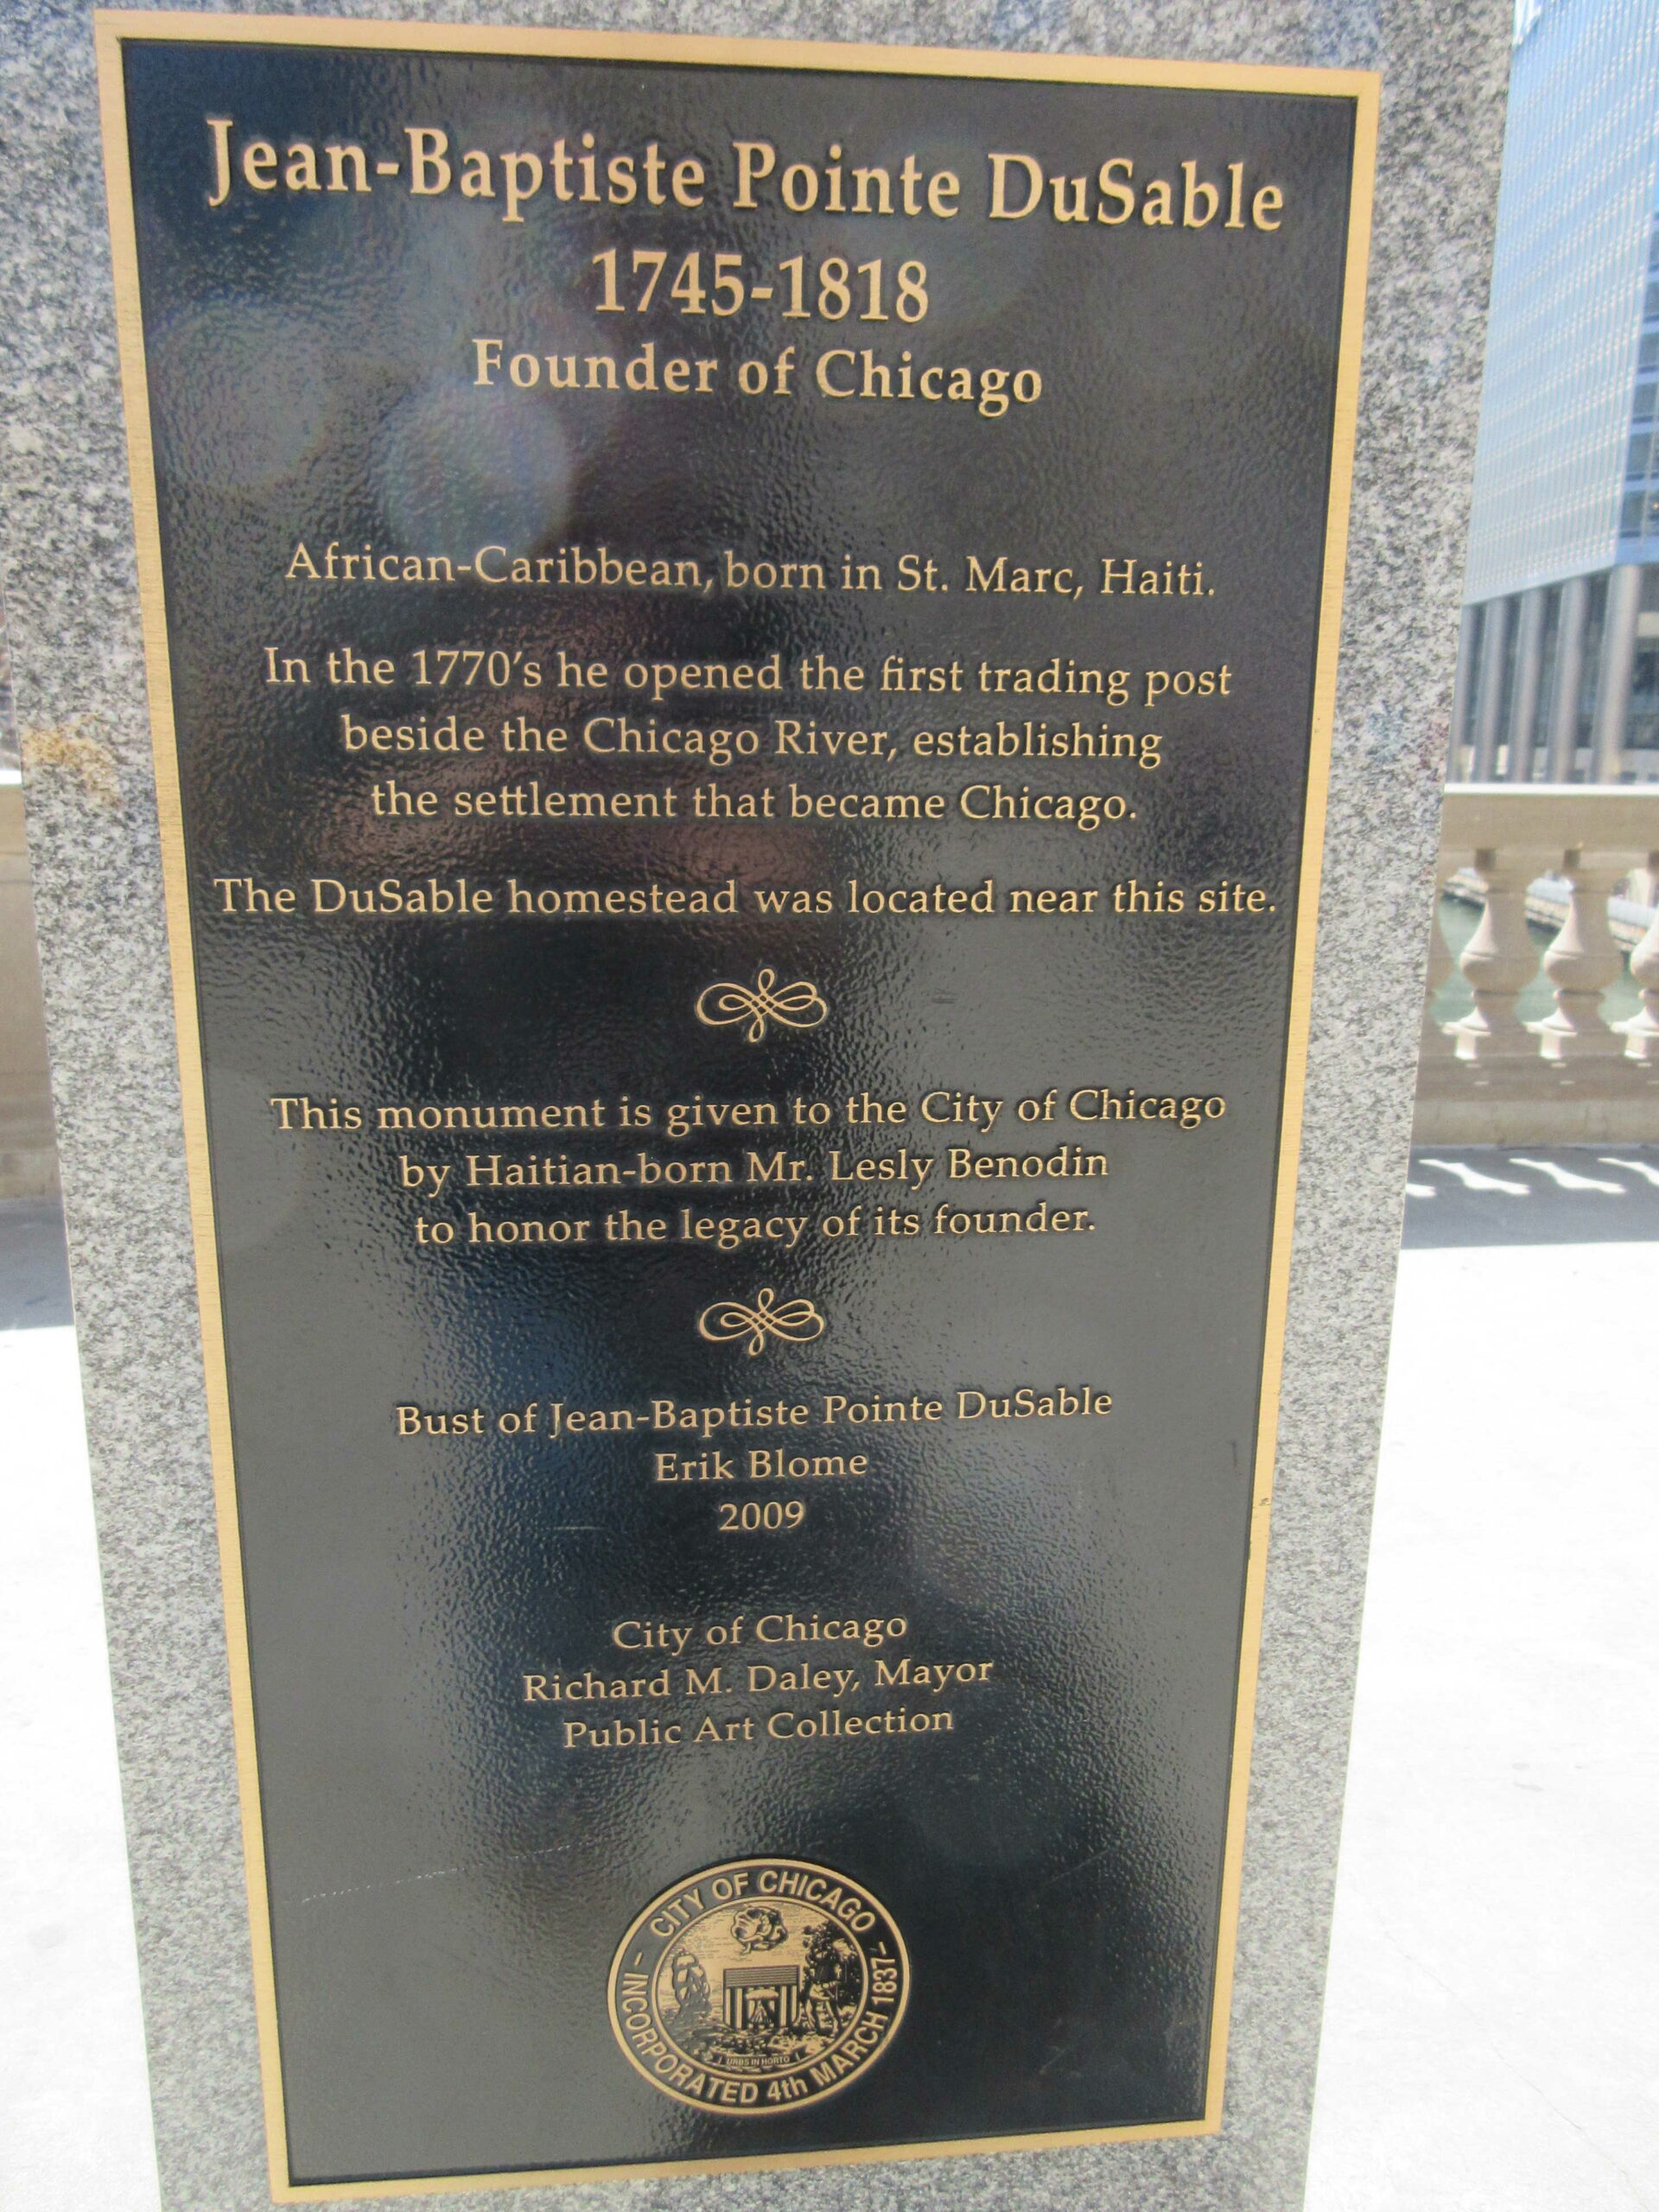 Jean-Baptiste Pointe DuSable
1745-1818
Founder of Chicago
African-Caribbean, born in St. Marc, Haiti.
In the 1770's he opened the first trading post
beside the Chicago River, establishing
the settlement that became Chicago.
The DuSable homestead was located near this site.
This monument is given to the City of Chicago
by Haitian-born Mr. Lesly Benodin
to honor the legacy of its founder.
Bust of Jean-Baptiste Pointe DuSable
Erik Blome
2009
City of Chicago
Richard M. Daley, Mayor
Public Art Collection
CITY OF CHICAGO
URBS IN HORTO
INCORPORATED 4th MARCH 1837